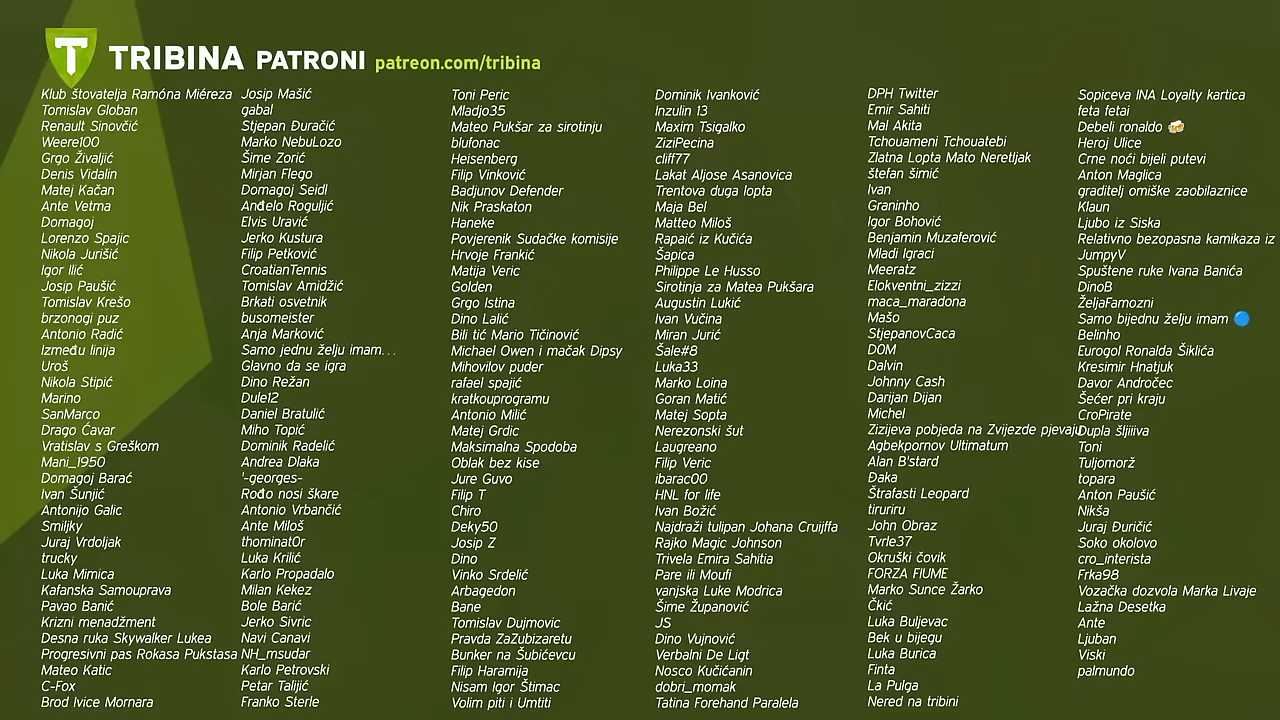 T TRIBINA PATRONI patreon.com/tribina
Klub štovatelja Ramóna Miéreza
Tomislav Globan
Renault Sinovčić
Weere100
Grgo Živaljić
Denis Vidalin
Matej Kačan
Ante Vetma
Domagoj
Lorenzo Spajic
Nikola Jurišić
Igor Ilić
Josip Paušić
Tomislav Krešo
brzonogi puz
Antonio Radić
Između linija
Uroš
Nikola Stipić
Marino
SanMarco
Drago Ćavar
Vratislav s Greškom
Mani_1950
Domagoj Barać
Ivan Šunjić
Antonijo Galic
Smiljky
Juraj Vrdoljak
trucky
Luka Mimica
Kafanska Samouprava
Pavao Banić
Krizni menadžment
Desna ruka Skywalker Lukea
Progresivni pas Rokasa Pukstasa
Mateo Katic
C-Fox
Brod Ivice Mornara
Josip Mašić
gabal
Stjepan Đuračić
Marko NebuLozo
Šime Zorić
Mirjan Flego
Domagoj Seidl
Anđelo Roguljić
Elvis Uravić
Jerko Kustura
Filip Petković
CroatianTennis
Tomislav Amidžić
Brkati osvetnik
busomeister
Anja Marković
Samo jednu želju imam...
Glavno da se igra
Dino Režan
Dule12
Daniel Bratulić
Miho Topić
Dominik Radelić
Andrea Dlaka
'-georges-
Rođo nosi škare
Antonio Vrbančić
Ante Miloš
thominat0r
Luka Krilić
Karlo Propadalo
Milan Kekez
Bole Barić
Jerko Sivric
Navi Canavi
NH_msudar
Karlo Petrovski
Petar Talijić
Franko Sterle
Toni Peric
Mladjo35
Mateo Pukšar za sirotinju
blufonac
Heisenberg
Filip Vinković
Badjunov Defender
Nik Praskaton
Haneke
Povjerenik Sudačke komisije
Hrvoje Frankić
Matija Veric
Golden
Grgo Istina
Dino Lalić
Bili tić Mario Tičinović
Michael Owen i mačak Dipsy
Mihovilov puder
rafael spajić
kratkouprogramu
Antonio Milić
Matej Grdic
Maksimalna Spodoba
Oblak bez kise
Jure Guvo
Filip T
Chiro
Deky50
Josip Z
Dino
Vinko Srdelić
Arbagedon
Bane
Tomislav Dujmovic
Pravda ZaZubizaretu
Bunker na Šubićevcu
Filip Haramija
Nisam Igor Štimac
Volim piti i Umtiti
Dominik Ivanković
Inzulin 13
Maxim Tsigalko
ZiziPecina
cliff77
Lakat Aljose Asanovica
Trentova duga lopta
Maja Bel
Matteo Miloš
Rapaić iz Kučića
Šapica
Philippe Le Husso
Sirotinja za Matea Pukšara
Augustin Lukić
Ivan Vučina
Miran Jurić
Šale#8
Luka33
Marko Loina
Goran Matić
Matej Sopta
Nerezonski šut
Laugreano
Filip Veric
ibarac00
HNL for life
Ivan Božić
Najdraži tulipan Johana Cruijffa
Rajko Magic Johnson
Trivela Emira Sahitia
Pare ili Moufi
vanjska Luke Modrica
Šime Županović
JS
Dino Vujnović
Verbalni De Ligt
Nosco Kučićanin
dobri_momak
Tatina Forehand Paralela
DPH Twitter
Emir Sahiti
Mal Akita
Tchouameni Tchouatebi
Zlatna Lopta Mato Neretljak
štefan šimić
Ivan
Graninho
Igor Bohović
Benjamin Muzaferović
Mladi Igraci
Meeratz
Elokventni_zizzi
maca_maradona
Mašo
StjepanovCaca
D0M
Dalvin
Johnny Cash
Darijan Dijan
Michel
Zizijeva pobjeda na Zvijezde pjevaju
Agbekpornov Ultimatum
Alan B'stard
Đaka
Štrafasti Leopard
tiruriru
John Obraz
Tvrle37
Okruški čovik
FORZA FIUME
Marko Sunce Žarko
Čkić
Luka Buljevac
Bek u bijegu
Luka Burica
Finta
La Pulga
Nered na tribini
Sopiceva INA Loyalty kartica
feta fetai
Debeli ronaldo 🍻
Heroj Ulice
Crne noći bijeli putevi
Anton Maglica
graditelj omiške zaobilaznice
Klaun
Ljubo iz Siska
Relativno bezopasna kamikaza iz
JumpyV
Spuštene ruke Ivana Banića
DinoB
ŽeljaFamozni
Samo bijednu želju imam 🔵
Belinho
Eurogol Ronalda Šiklića
Kresimir Hnatjuk
Davor Andročec
Šećer pri kraju
CroPirate
Dupla šljiiiva
Toni
Tuljomorž
topara
Anton Paušić
Nikša
Juraj Đuričić
Soko okolovo
cro_interista
Frka98
Vozačka dozvola Marka Livaje
Lažna Desetka
Ante
Ljuban
Viski
palmundo